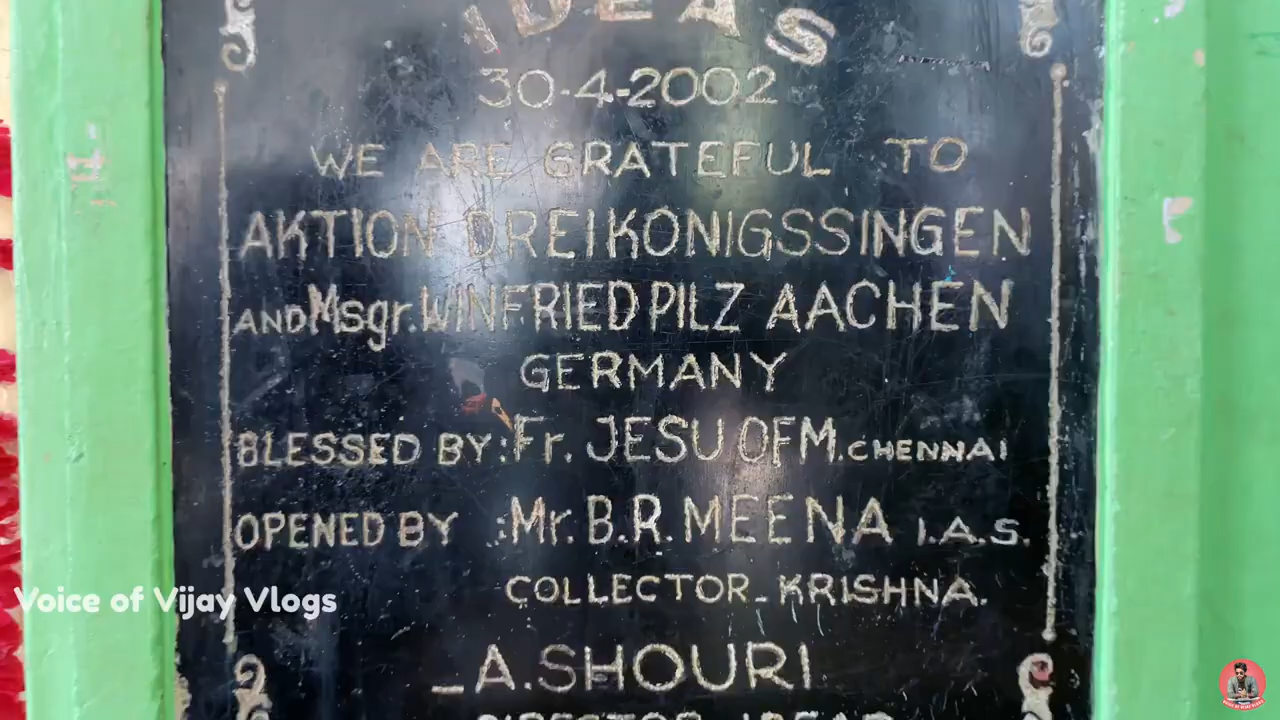 IDEAS
30-4-2002
WE ARE GRATEFUL TO
AKTION DREIKONIGSSINGEN
AND Msgr. WINFRIED PILZ AACHEN
GERMANY
BLESSED BY: Fr. JESU OFM. CHENNAI
OPENED BY : Mr. B.R. MEENA I.A.S.
COLLECTOR - KRISHNA.
Voice of Vijay Vlogs
- A. SHOURI